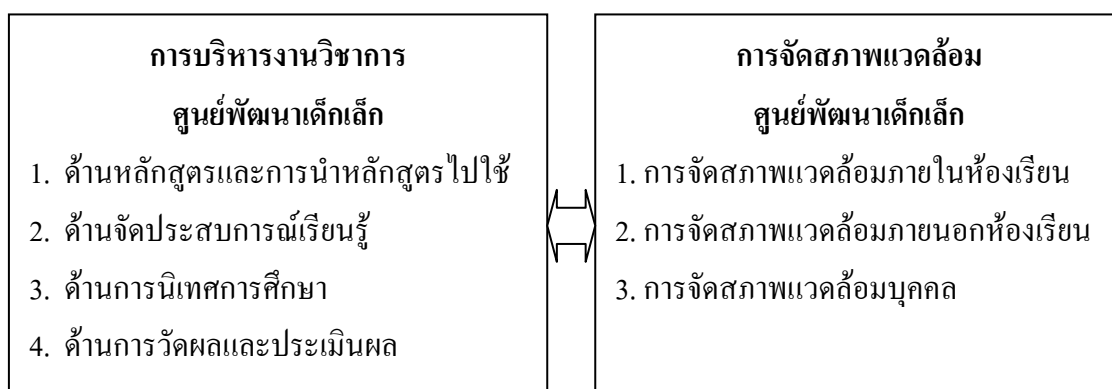 การบริหารงานวิชาการ
ศูนย์พัฒนาเด็กเล็ก
1. ด้านหลักสูตรและการนำหลักสูตรไปใช้
2. ด้านจัดประสบการณ์เรียนรู้
3. ด้านการนิเทศการศึกษา
4. ด้านการวัดผลและประเมินผล
การจัดสภาพแวดล้อม
ศูนย์พัฒนาเด็กเล็ก
1. การจัดสภาพแวดล้อมภายในห้องเรียน
2. การจัดสภาพแวดล้อมภายนอกห้องเรียน
3. การจัดสภาพแวดล้อมบุคคล